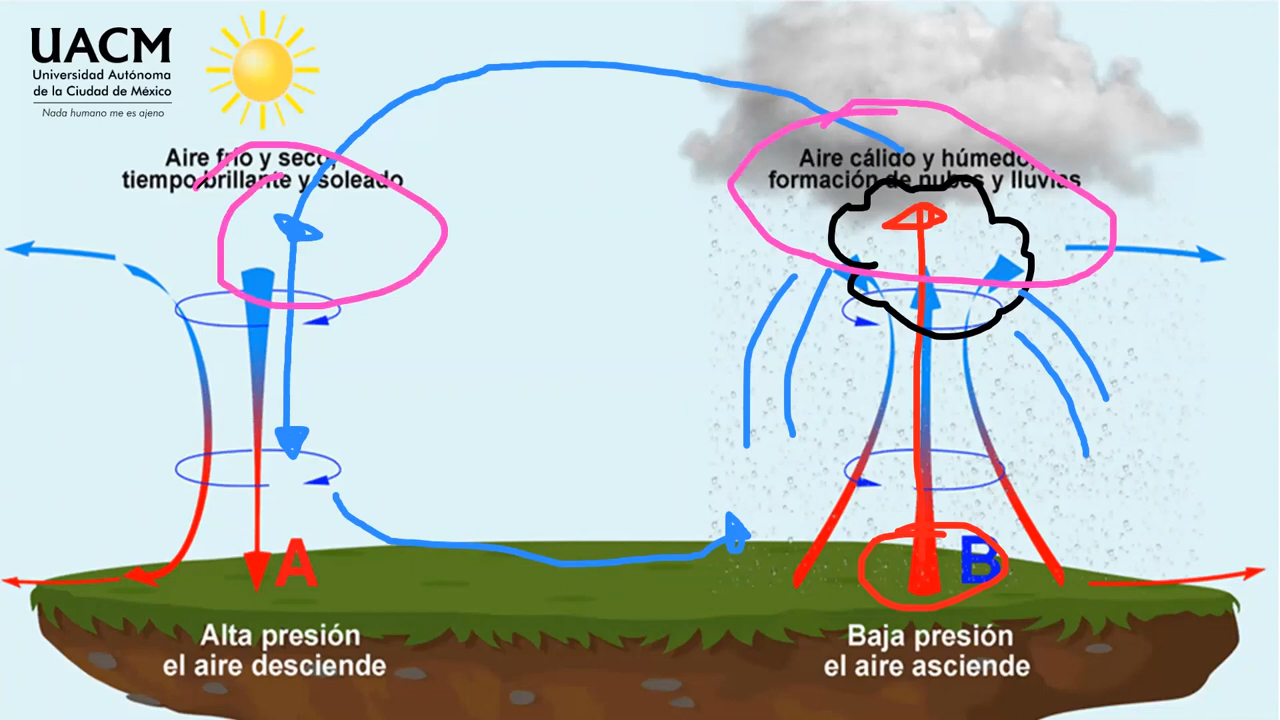 UACM
Universidad Autónoma
de la Ciudad de México
Nada humano me es ajeno
Aire frío y seco,
tiempo brillante y soleado
Aire cálido y húmedo,
formación de nubes y lluvias
A
B
Alta presión
el aire desciende
Baja presión
el aire asciende